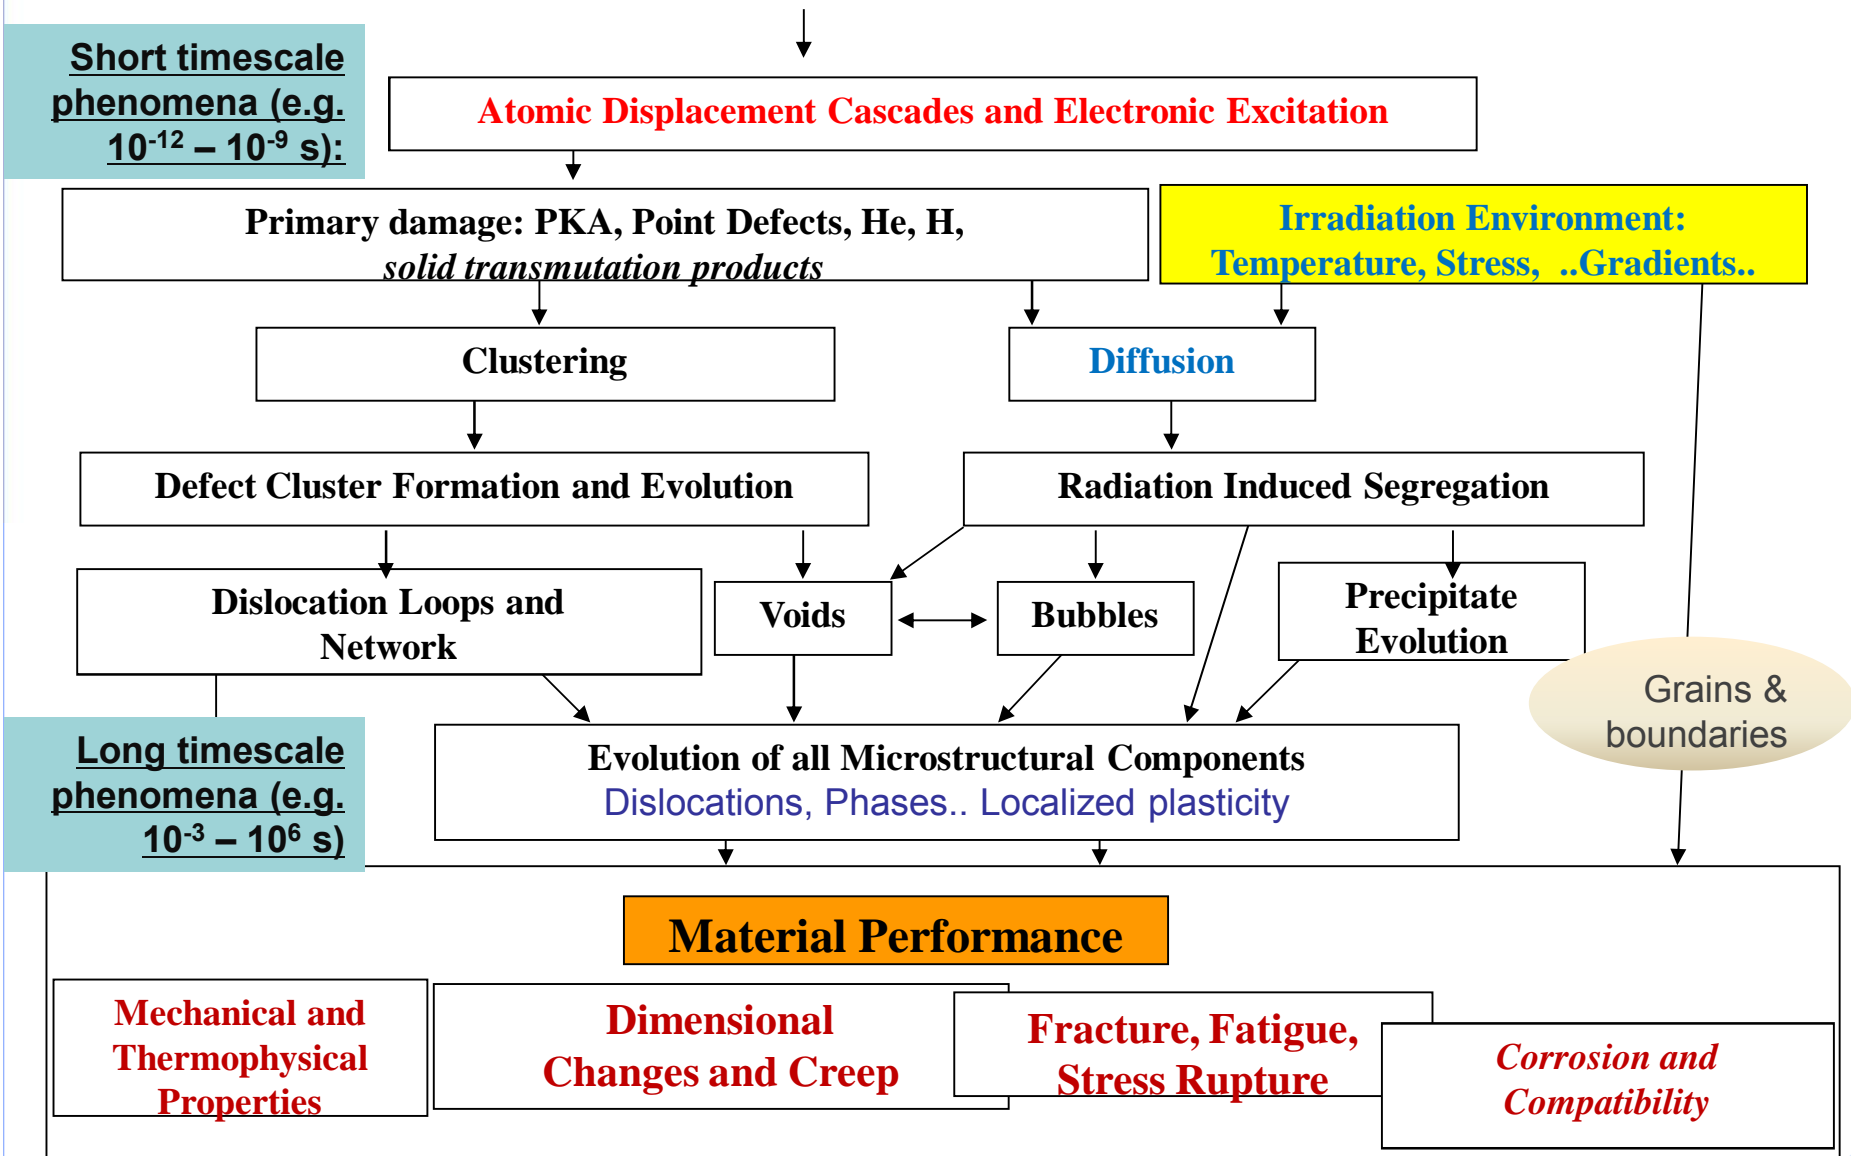 Short timescale
phenomena (e.g.
10⁻¹² – 10⁻⁹ s):
Atomic Displacement Cascades and Electronic Excitation
Primary damage: PKA, Point Defects, He, H,
solid transmutation products
Irradiation Environment:
Temperature, Stress, ..Gradients..
Clustering
Diffusion
Defect Cluster Formation and Evolution
Radiation Induced Segregation
Dislocation Loops and
Network
Voids
Bubbles
Precipitate
Evolution
Grains &
boundaries
Long timescale
phenomena (e.g.
10⁻³ – 10⁶ s)
Evolution of all Microstructural Components
Dislocations, Phases.. Localized plasticity
Material Performance
Mechanical and
Thermophysical
Properties
Dimensional
Changes and Creep
Fracture, Fatigue,
Stress Rupture
Corrosion and
Compatibility